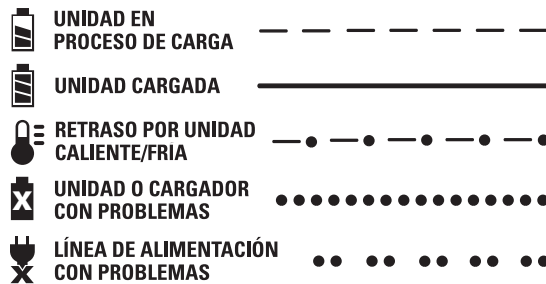 UNIDAD EN
PROCESO DE CARGA
UNIDAD CARGADA
RETRASO POR UNIDAD
CALIENTE/FRÍA
UNIDAD O CARGADOR
CON PROBLEMAS
LÍNEA DE ALIMENTACIÓN
CON PROBLEMAS